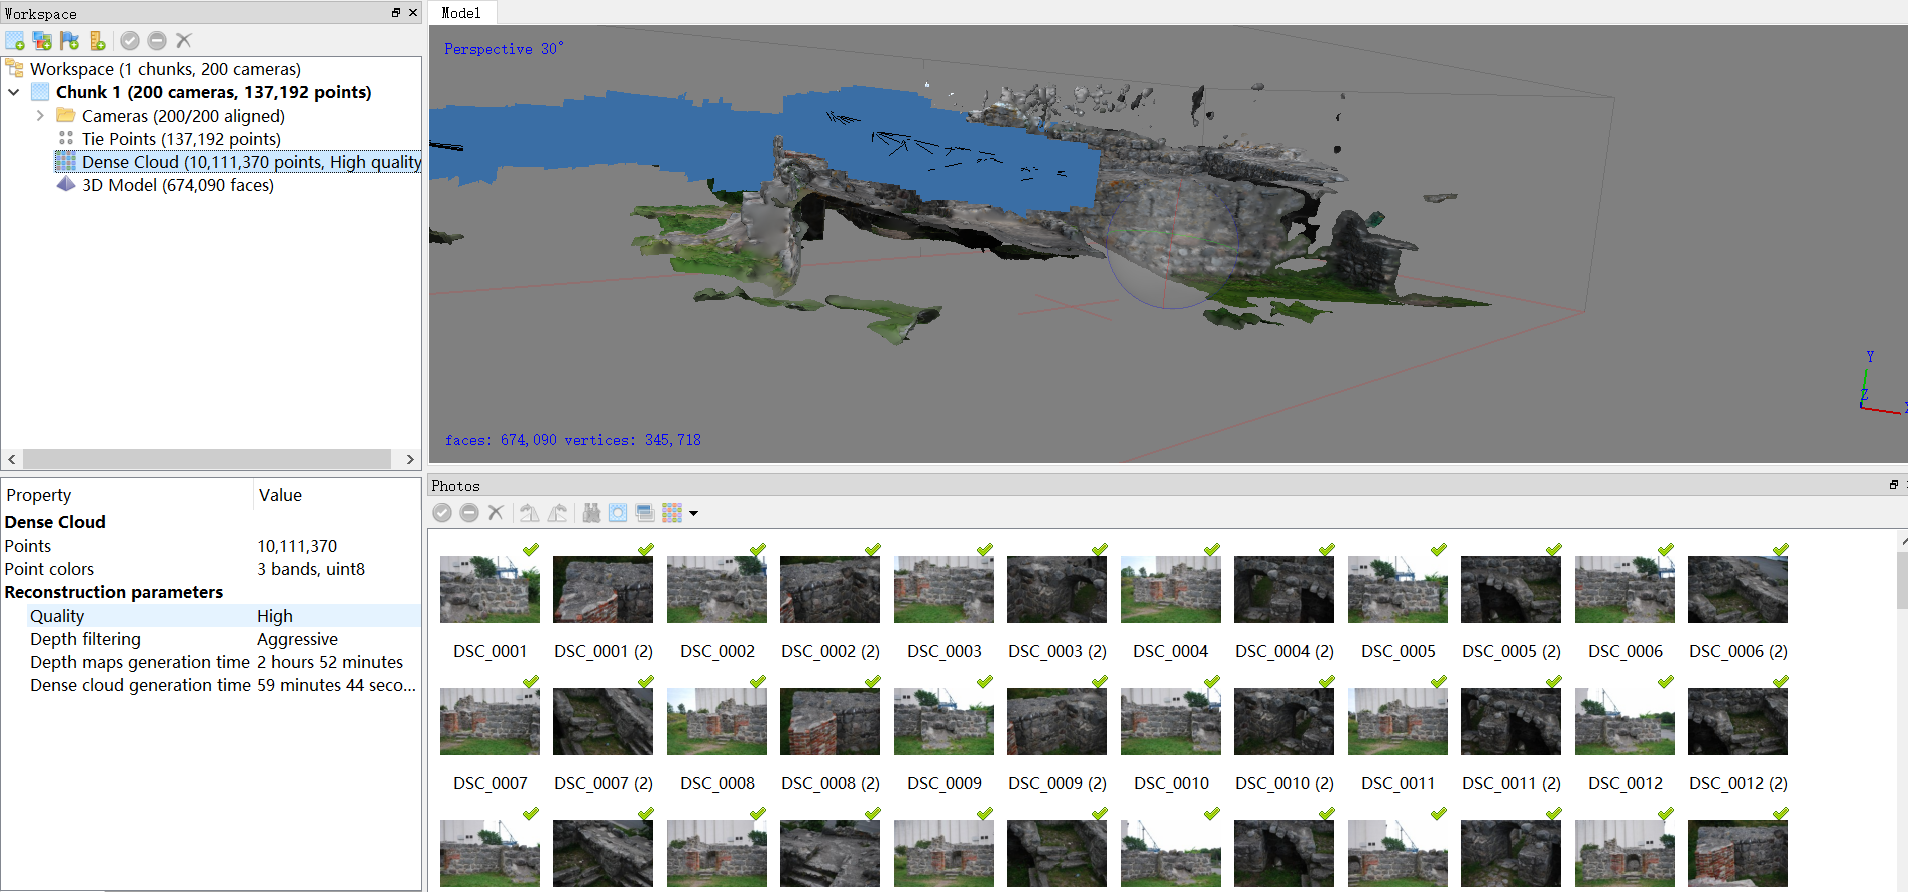 Workspace
Workspace (1 chunks, 200 cameras)
Chunk 1 (200 cameras, 137,192 points)
Cameras (200/200 aligned)
Tie Points (137,192 points)
Dense Cloud (10,111,370 points, High quality
3D Model (674,090 faces)
Property Value
Dense Cloud
Points 10,111,370
Point colors 3 bands, uint8
Reconstruction parameters
Quality High
Depth filtering Aggressive
Depth maps generation time 2 hours 52 minutes
Dense cloud generation time 59 minutes 44 seco...
Model
Perspective 30°
Y
Z
X
faces: 674,090 vertices: 345,718
Photos
DSC_0001 DSC_0001 (2) DSC_0002 DSC_0002 (2) DSC_0003 DSC_0003 (2) DSC_0004 DSC_0004 (2) DSC_0005 DSC_0005 (2) DSC_0006 DSC_0006 (2)
DSC_0007 DSC_0007 (2) DSC_0008 DSC_0008 (2) DSC_0009 DSC_0009 (2) DSC_0010 DSC_0010 (2) DSC_0011 DSC_0011 (2) DSC_0012 DSC_0012 (2)